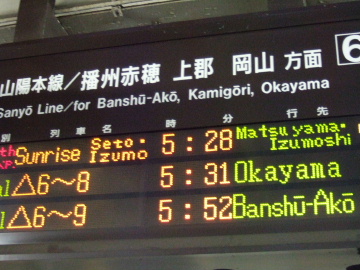 山陽本線／播州赤穂 上郡 岡山 方面 6
Sanyō Line/for Banshū-Akō, Kamigōri, Okayama
別 列車名 時分 行先
Sunrise Seto・Izumo 5:28 Matsuyama・Izumoshi
△6～8 5:31 Okayama
△6～9 5:52 Banshū-Akō